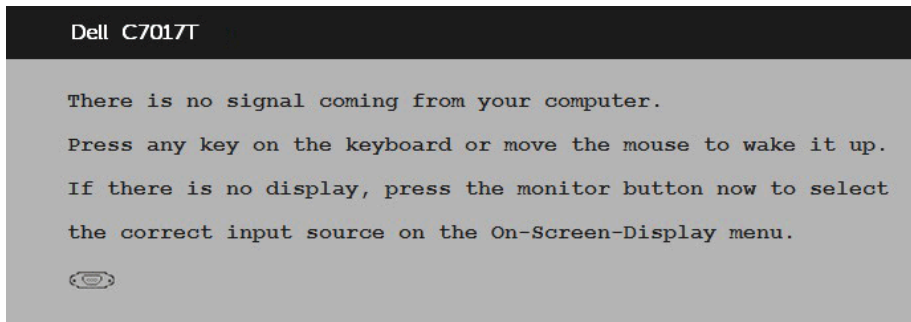 Dell C7017T
There is no signal coming from your computer.
Press any key on the keyboard or move the mouse to wake it up.
If there is no display, press the monitor button now to select
the correct input source on the On-Screen-Display menu.